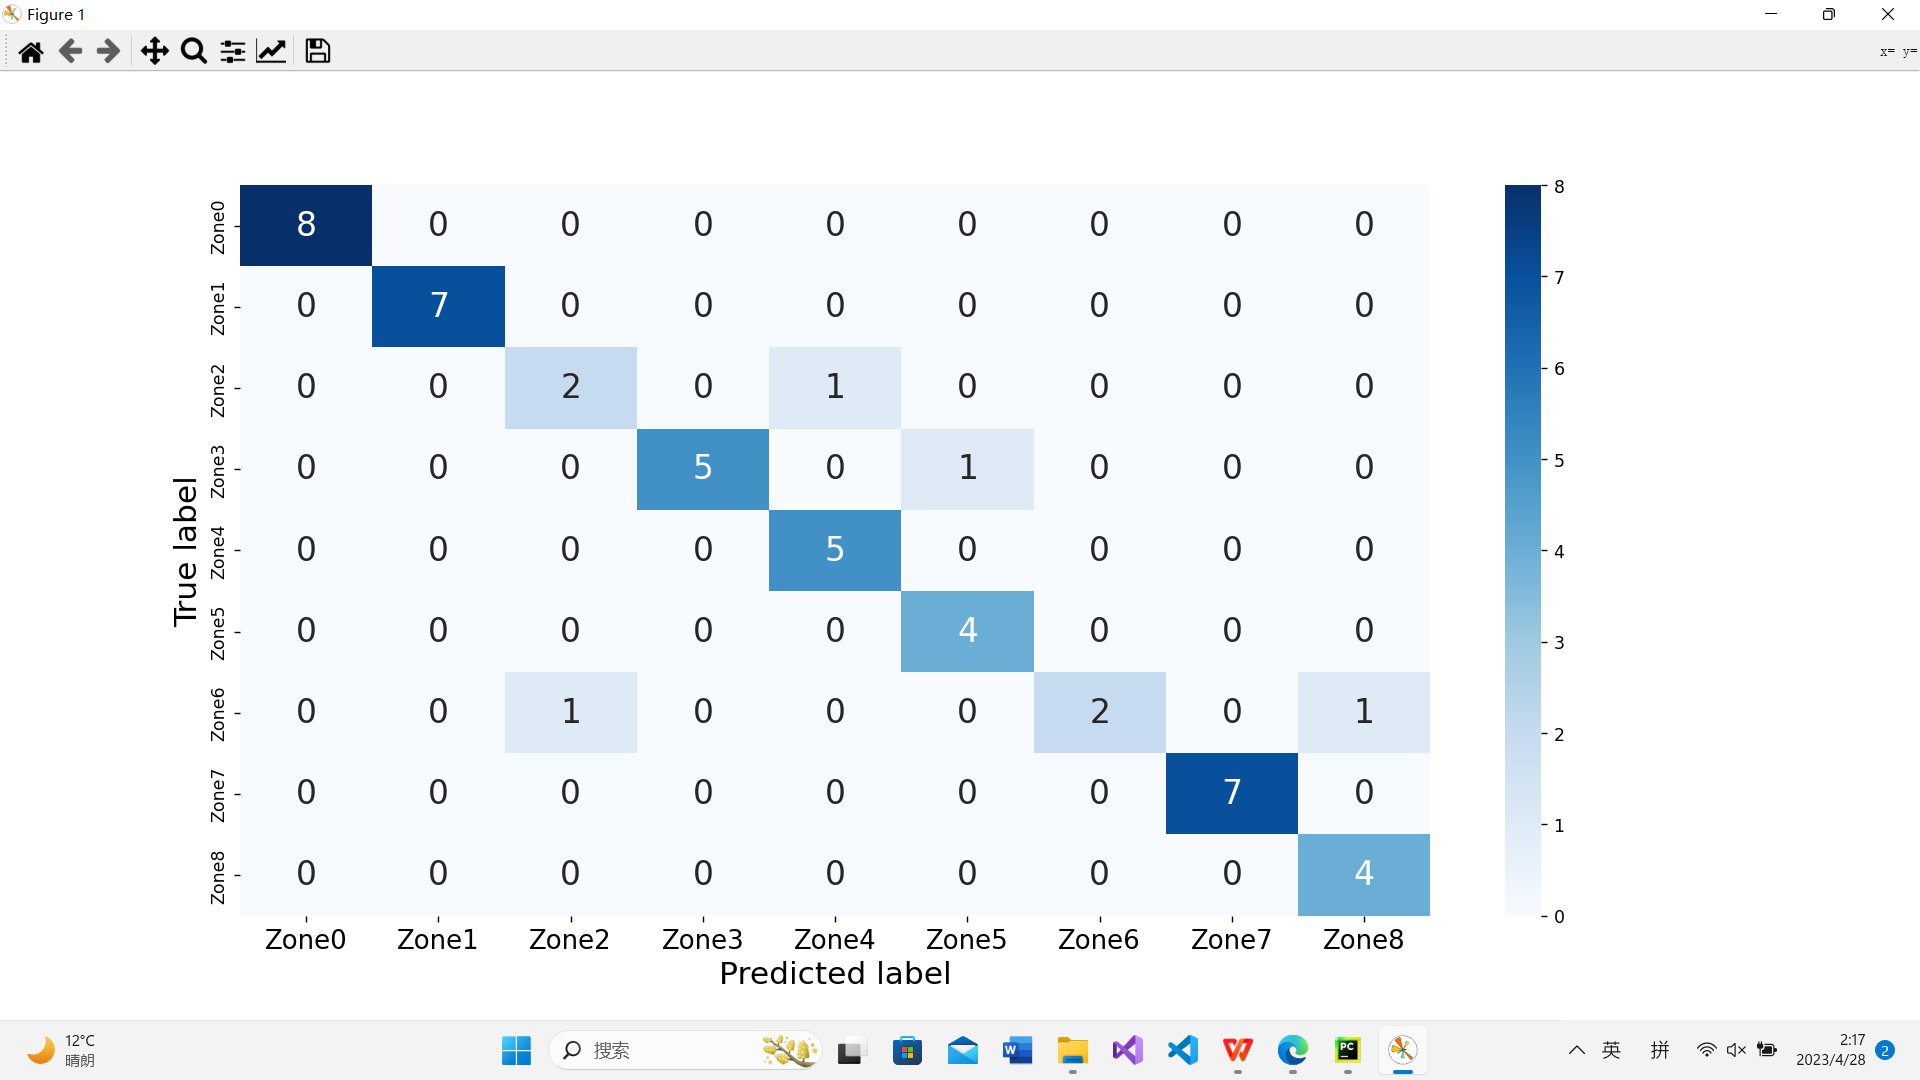 Figure 1
x= y=
8 0 0 0 0 0 0 0 0
0 7 0 0 0 0 0 0 0
0 0 2 0 1 0 0 0 0
0 0 0 5 0 1 0 0 0
0 0 0 0 5 0 0 0 0
0 0 0 0 0 4 0 0 0
0 0 1 0 0 0 2 0 1
0 0 0 0 0 0 0 7 0
0 0 0 0 0 0 0 0 4
Zone0
Zone1
Zone2
Zone3
Zone4
Zone5
Zone6
Zone7
Zone8
True label
Zone0 Zone1 Zone2 Zone3 Zone4 Zone5 Zone6 Zone7 Zone8
Predicted label
8
7
6
5
4
3
2
1
0
12°C
晴朗
搜索
W
PC
英
拼
2:17
2023/4/28
2